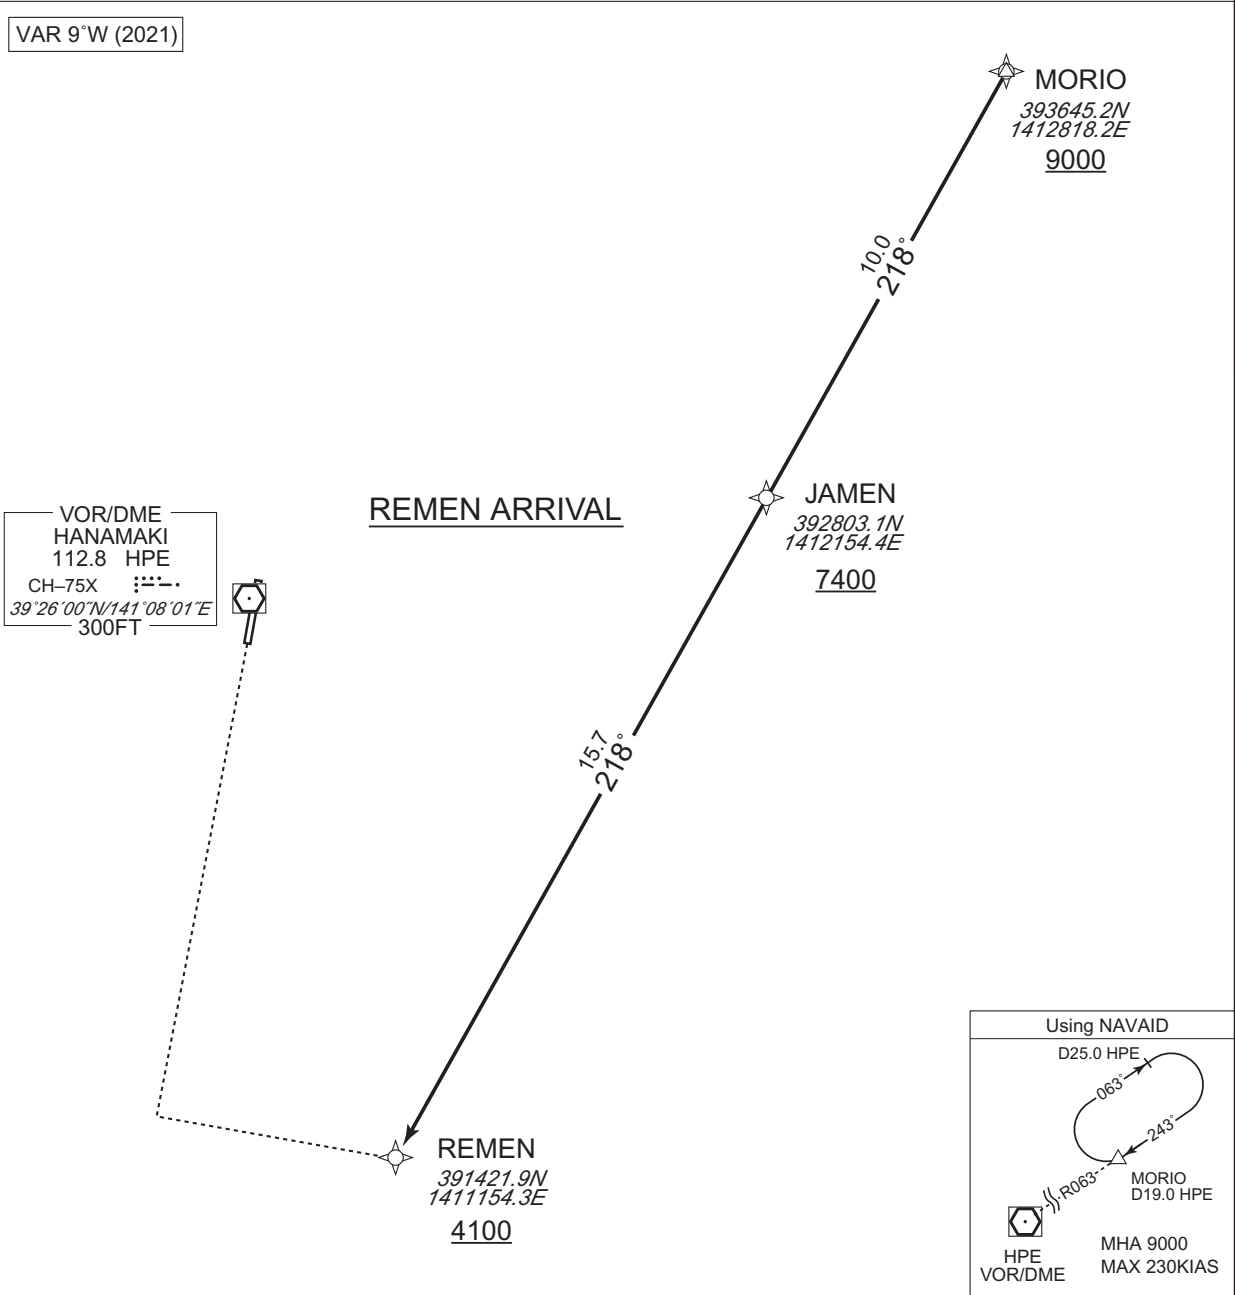 VAR 9°W (2021)
MORIO
393645.2N
1412818.2E
9000
10.0
218°
REMEN ARRIVAL
JAMEN
392803.1N
1412154.4E
7400
VOR/DME
HANAMAKI
112.8 HPE
CH–75X
39°26′00″N/141°08′01″E
300FT
15.7
218°
REMEN
391421.9N
1411154.3E
4100
Using NAVAID
D25.0 HPE
063°
243°
R063
MORIO
D19.0 HPE
HPE
VOR/DME
MHA 9000
MAX 230KIAS